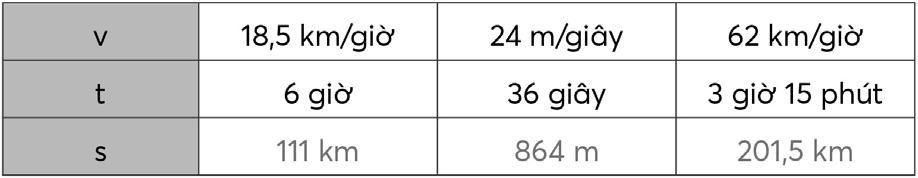 v 18,5 km/giờ 24 m/giây 62 km/giờ
t 6 giờ 36 giây 3 giờ 15 phút
s 111 km 864 m 201,5 km